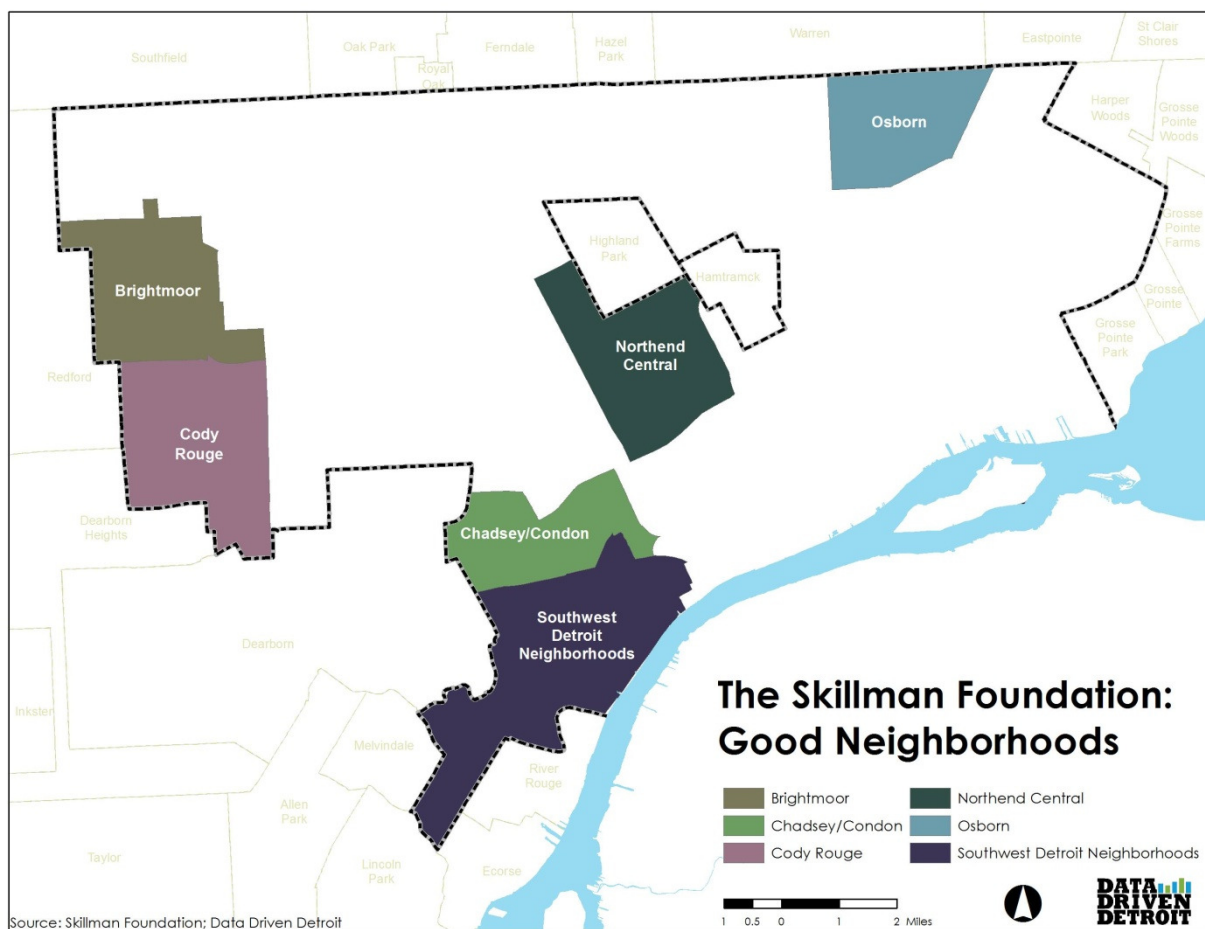 Southfield
Oak Park
Royal
Oak
Ferndale
Hazel
Park
Warren
Eastpointe
St Clair
Shores
Harper
Woods
Grosse
Pointe
Woods
Osborn
Highland
Park
Hamtramck
Grosse
Pointe
Farms
Grosse
Pointe
Grosse
Pointe
Park
Brightmoor
Northend
Central
Redford
Cody
Rouge
Dearborn
Heights
Chadsey/Condon
Southwest
Detroit
Neighborhoods
Dearborn
Inkster
Melvindale
River
Rouge
Allen
Park
Taylor
Lincoln
Park
Ecorse
The Skillman Foundation:
Good Neighborhoods
Brightmoor
Chadsey/Condon
Cody Rouge
Northend Central
Osborn
Southwest Detroit Neighborhoods
1 0.5 0 1 2 Miles
DATA
DRIVEN
DETROIT
Source: Skillman Foundation; Data Driven Detroit